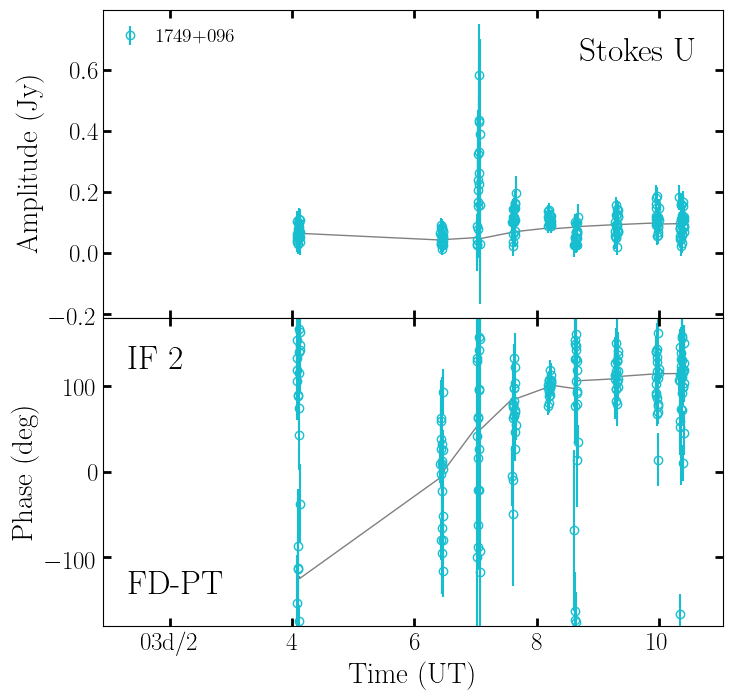 1749+096
Stokes U
Amplitude (Jy)
0.6
0.4
0.2
0.0
−0.2
IF 2
Phase (deg)
100
0
−100
FD-PT
03d/2
4
6
8
10
Time (UT)